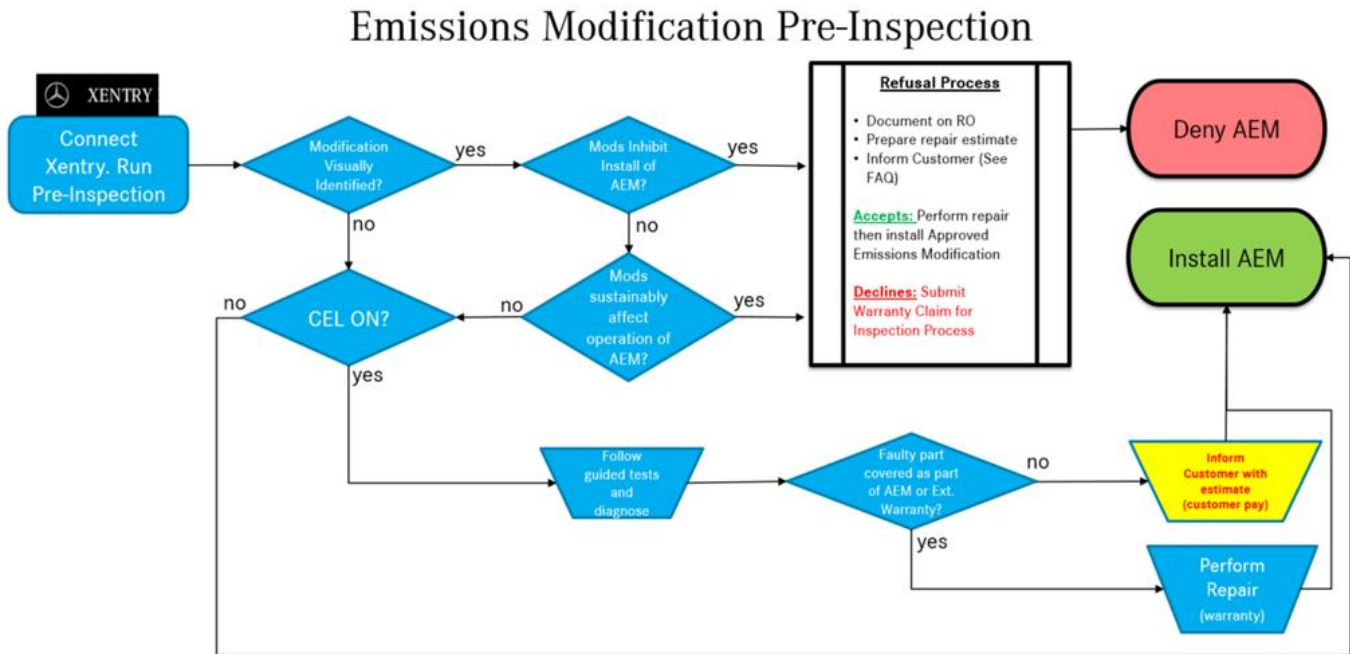 Emissions Modification Pre-Inspection
XENTRY
Connect
Xentry. Run
Pre-Inspection
Modification
Visually
Identified?
yes
Mods Inhibit
Install of
AEM?
yes
no
no
CEL ON?
no
yes
Mods
sustainably
affect
operation of
AEM?
no
yes
Refusal Process
• Document on RO
• Prepare repair estimate
• Inform Customer (See
FAQ)
Accepts: Perform repair
then install Approved
Emissions Modification
Declines: Submit
Warranty Claim for
Inspection Process
Deny AEM
Install AEM
Follow
guided tests
and
diagnose
Faulty part
covered as part
of AEM or Ext.
Warranty?
no
yes
Inform
Customer with
estimate
(customer pay)
Perform
Repair
(warranty)